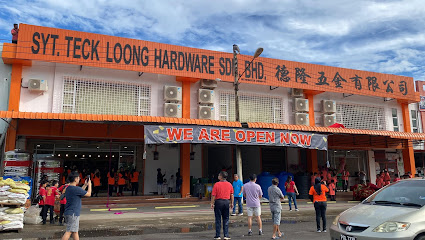 SYT. TECK LOONG HARDWARE SDN. BHD. 德隆五金有限公司
WE ARE OPEN NOW